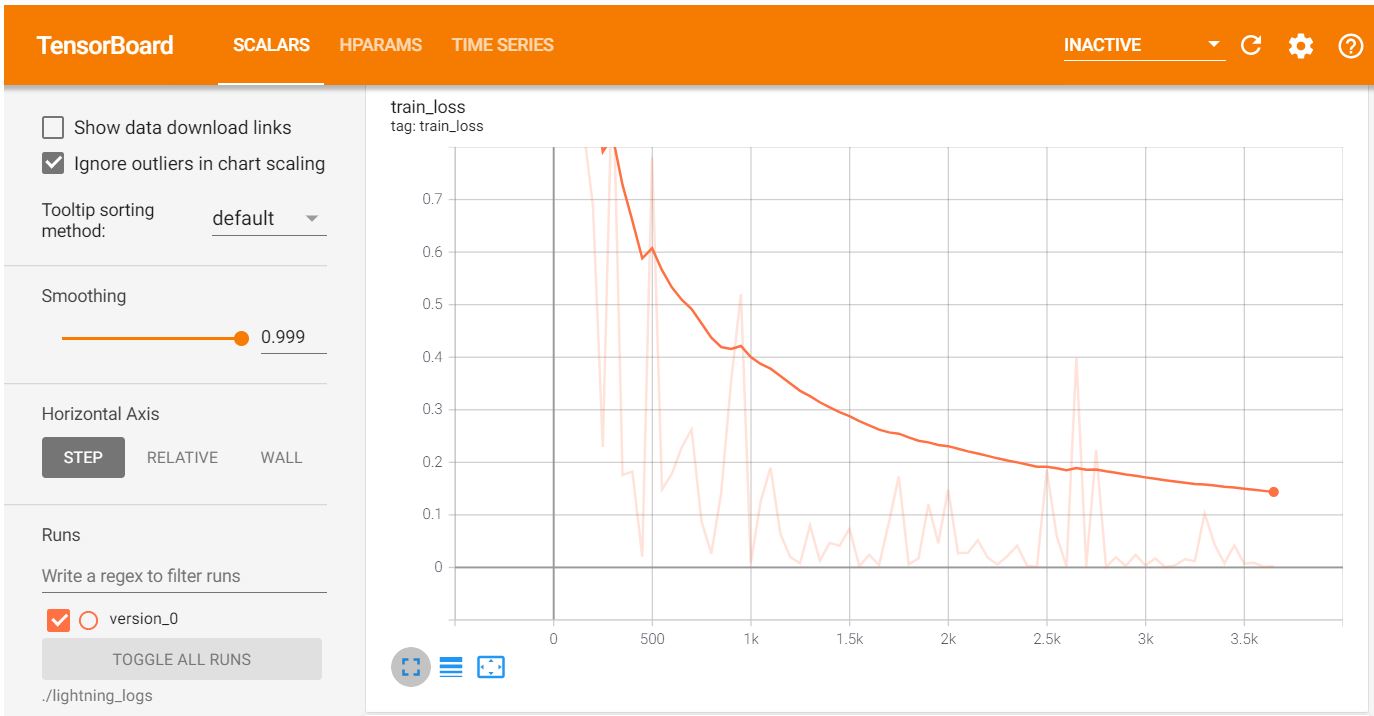 TensorBoard SCALARS HPARAMS TIME SERIES INACTIVE
Show data download links
Ignore outliers in chart scaling
Tooltip sorting
method:
default
Smoothing
0.999
Horizontal Axis
STEP RELATIVE WALL
Runs
Write a regex to filter runs
version_0
TOGGLE ALL RUNS
./lightning_logs
train_loss
tag: train_loss
0.7
0.6
0.5
0.4
0.3
0.2
0.1
0
0 500 1k 1.5k 2k 2.5k 3k 3.5k